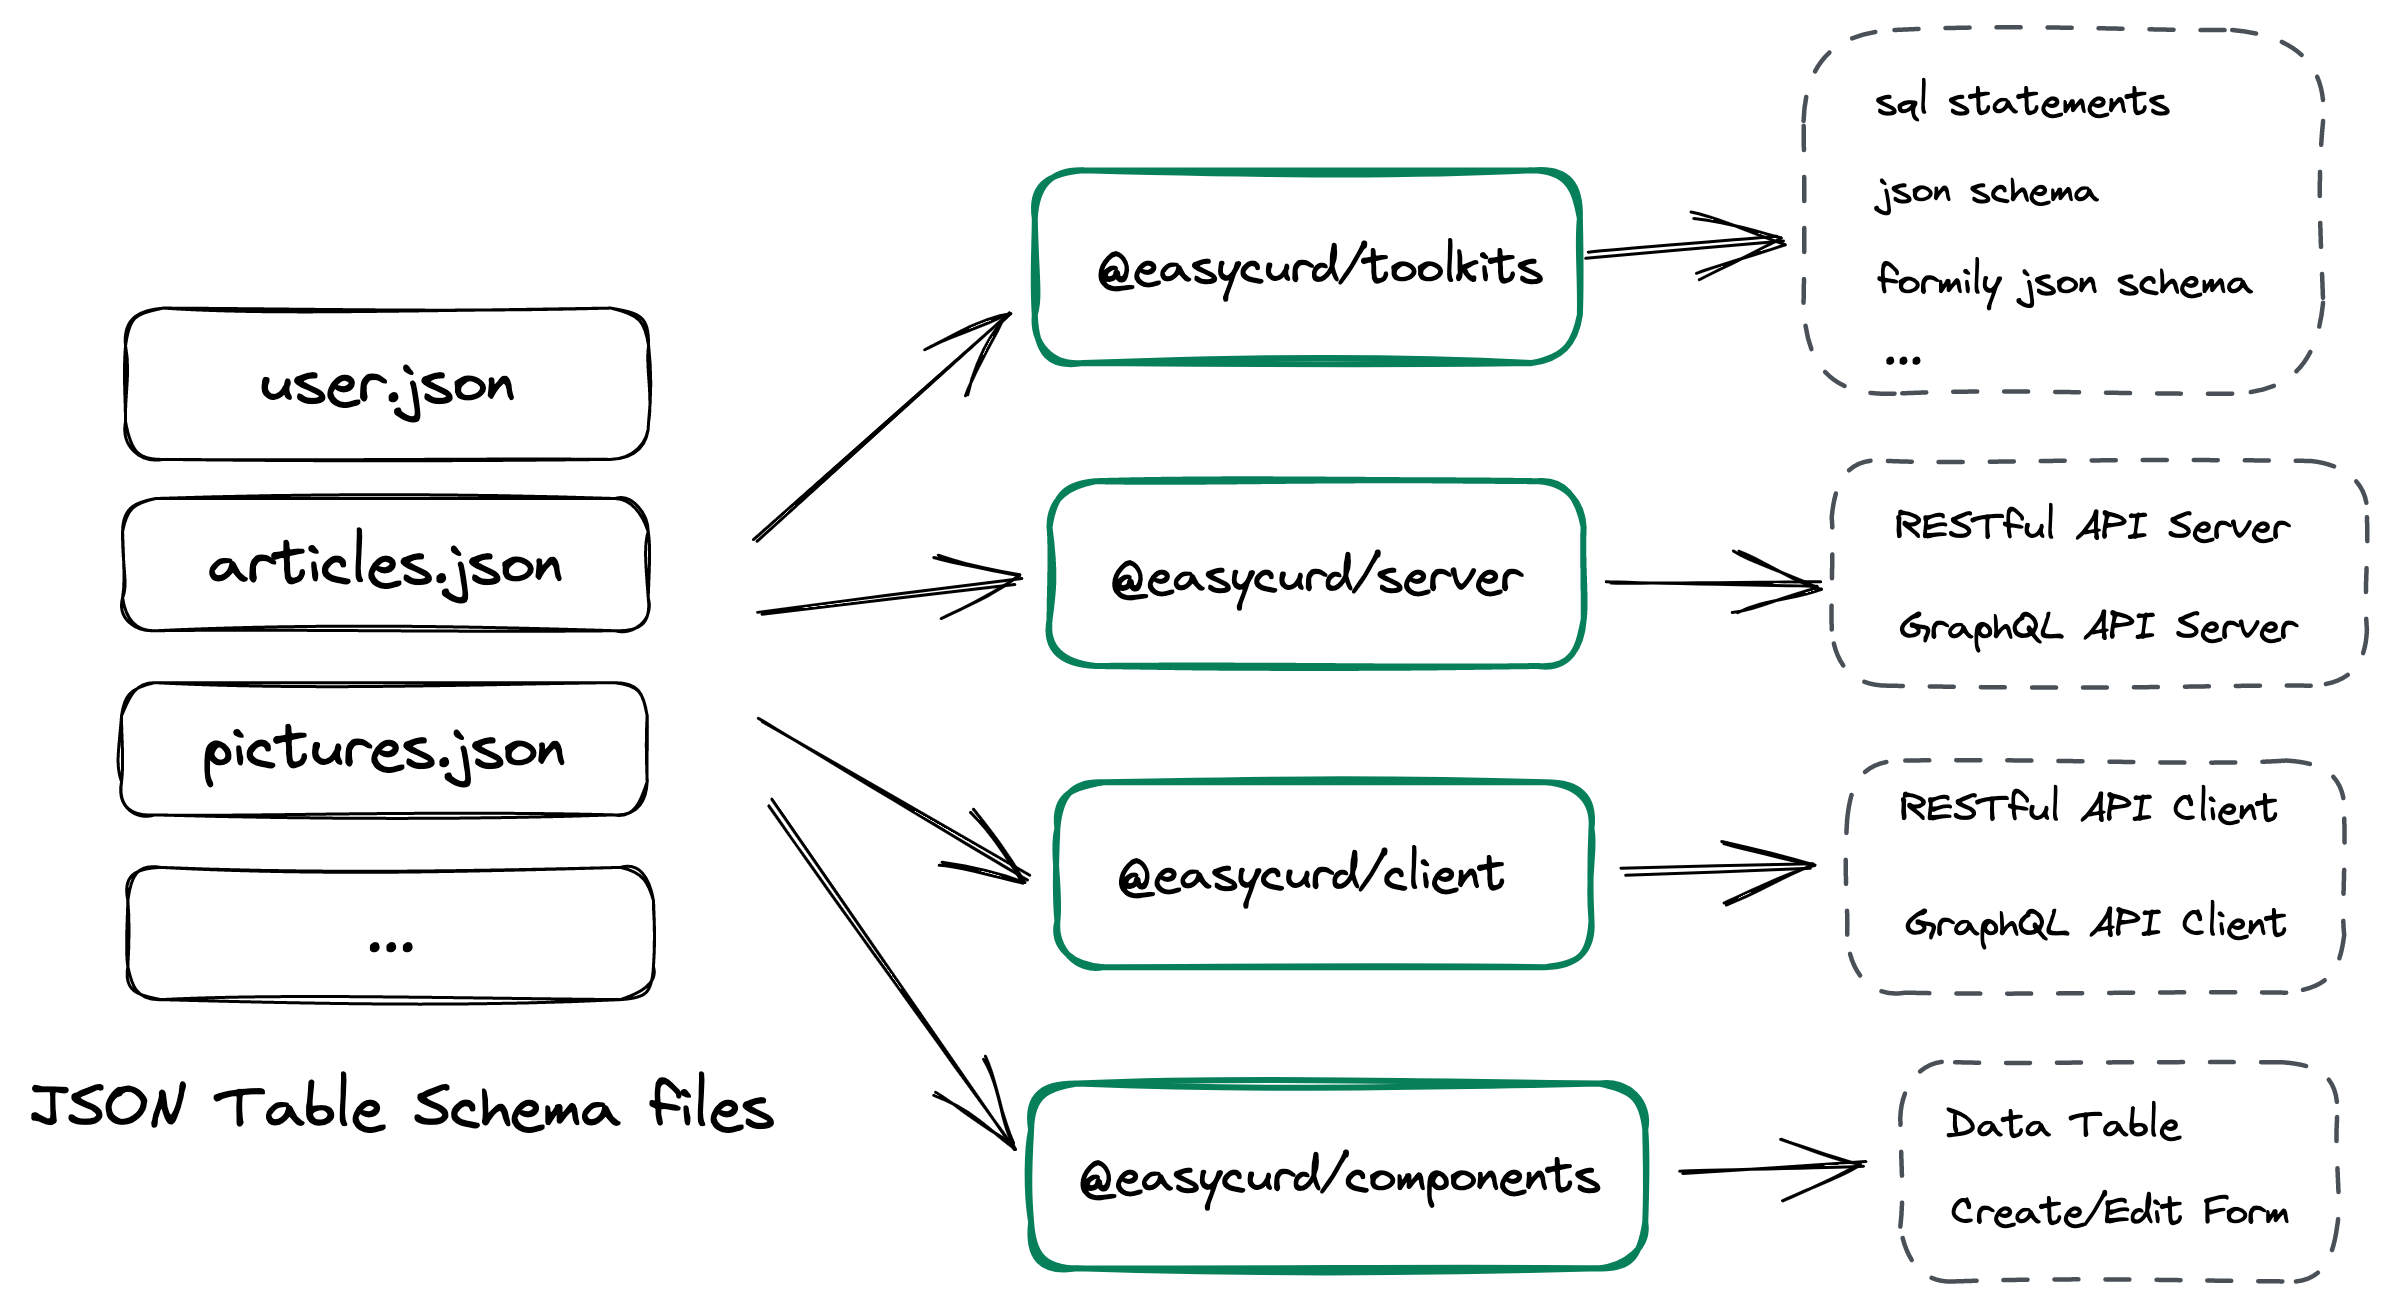 user.json
articles.json
pictures.json
...
JSON Table Schema files
@easycurd/toolkits
@easycurd/server
@easycurd/client
@easycurd/components
sql statements
json schema
formily json schema
...
RESTful API Server
GraphQL API Server
RESTful API Client
GraphQL API Client
Data Table
Create/Edit Form